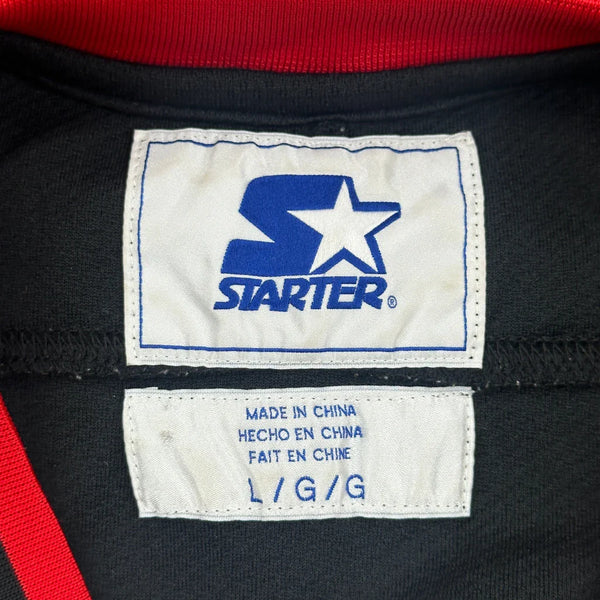 STARTER®
MADE IN CHINA
HECHO EN CHINA
FAIT EN CHINE
L / G / G